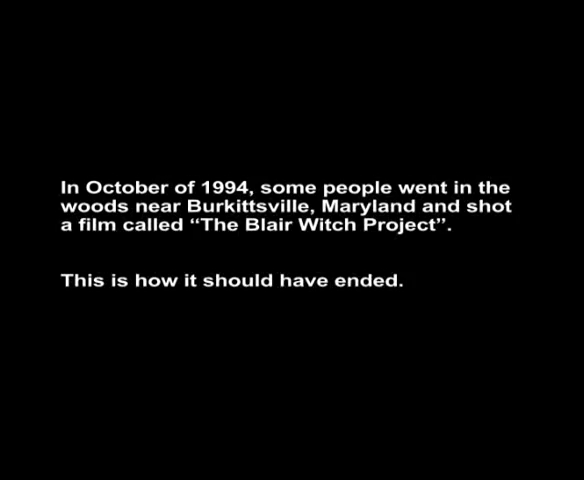 In October of 1994, some people went in the
woods near Burkittsville, Maryland and shot
a film called “The Blair Witch Project”.
This is how it should have ended.